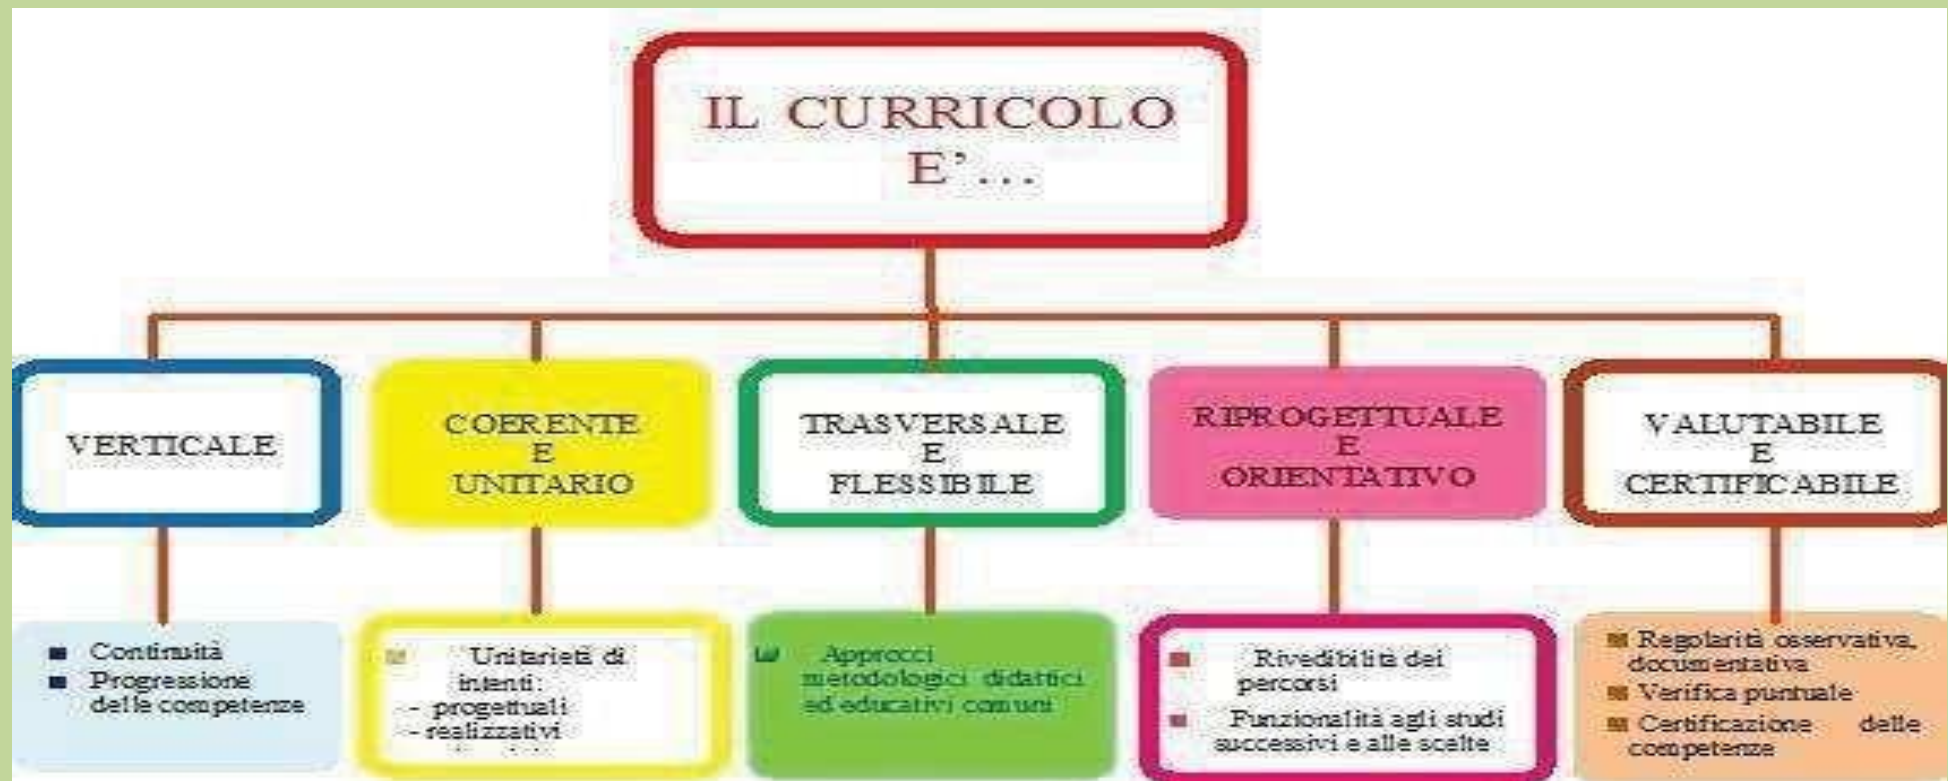 IL CURRICOLO
E'...
VERTICALE
COERENTE
E
UNITARIO
TRASVERSALE
E
FLESSIBILE
RIPROGETTUALE
E
ORIENTATIVO
VALUTABILE
E
CERTIFICABILE
■ Continuità
■ Progressione
delle competenze
■ Unitarietà di
intenti:
- progettuali
- realizzativi
Approcci
metodologici didattici
ed educativi comuni
■ Rivedibilità dei
percorsi
■ Funzionalità agli studi
successivi e alle scelte
■ Regolarità osservativa,
documentativa
■ Verifica puntuale
■ Certificazione delle
competenze